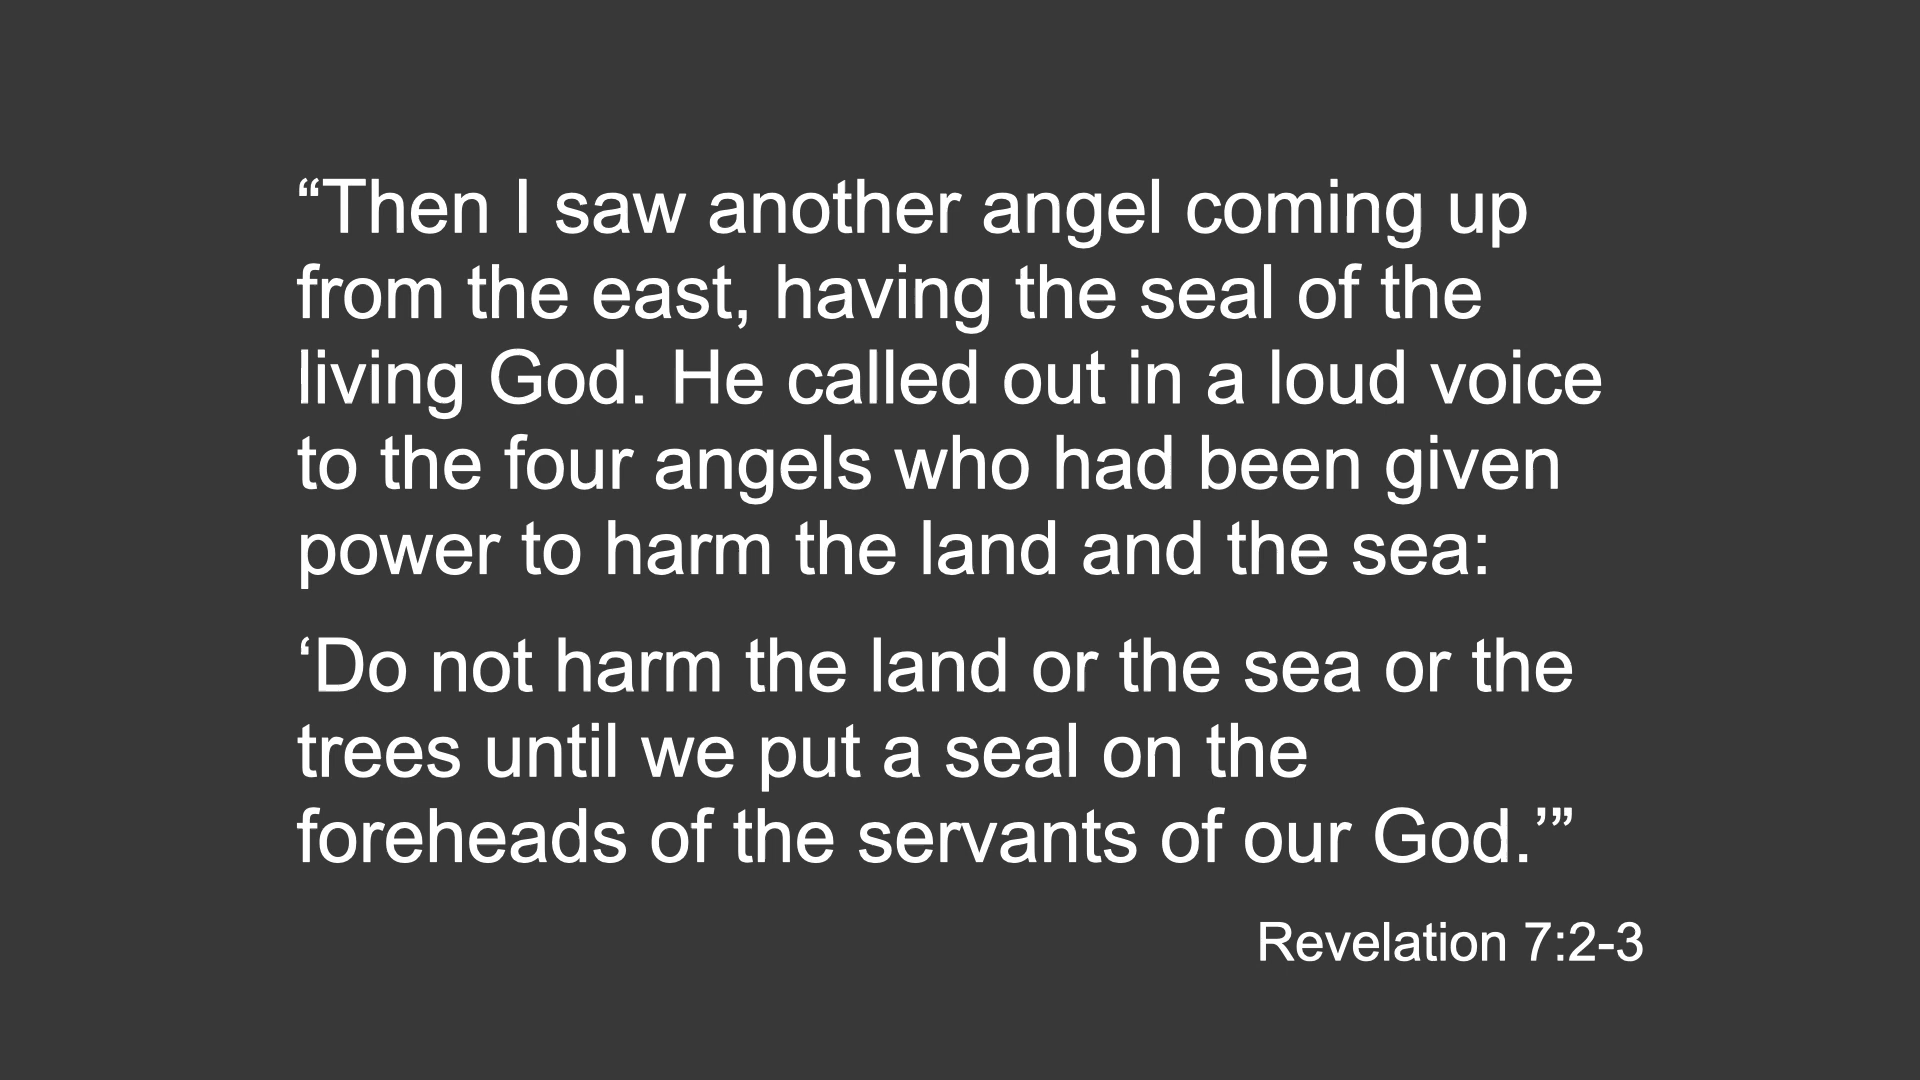 “Then I saw another angel coming up
from the east, having the seal of the
living God. He called out in a loud voice
to the four angels who had been given
power to harm the land and the sea:
‘Do not harm the land or the sea or the
trees until we put a seal on the
foreheads of the servants of our God.’”
Revelation 7:2-3